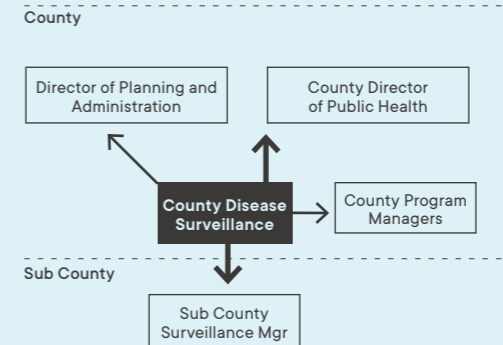 County
Director of Planning and
Administration
County Director
of Public Health
County Disease
Surveillance
County Program
Managers
Sub County
Sub County
Surveillance Mgr